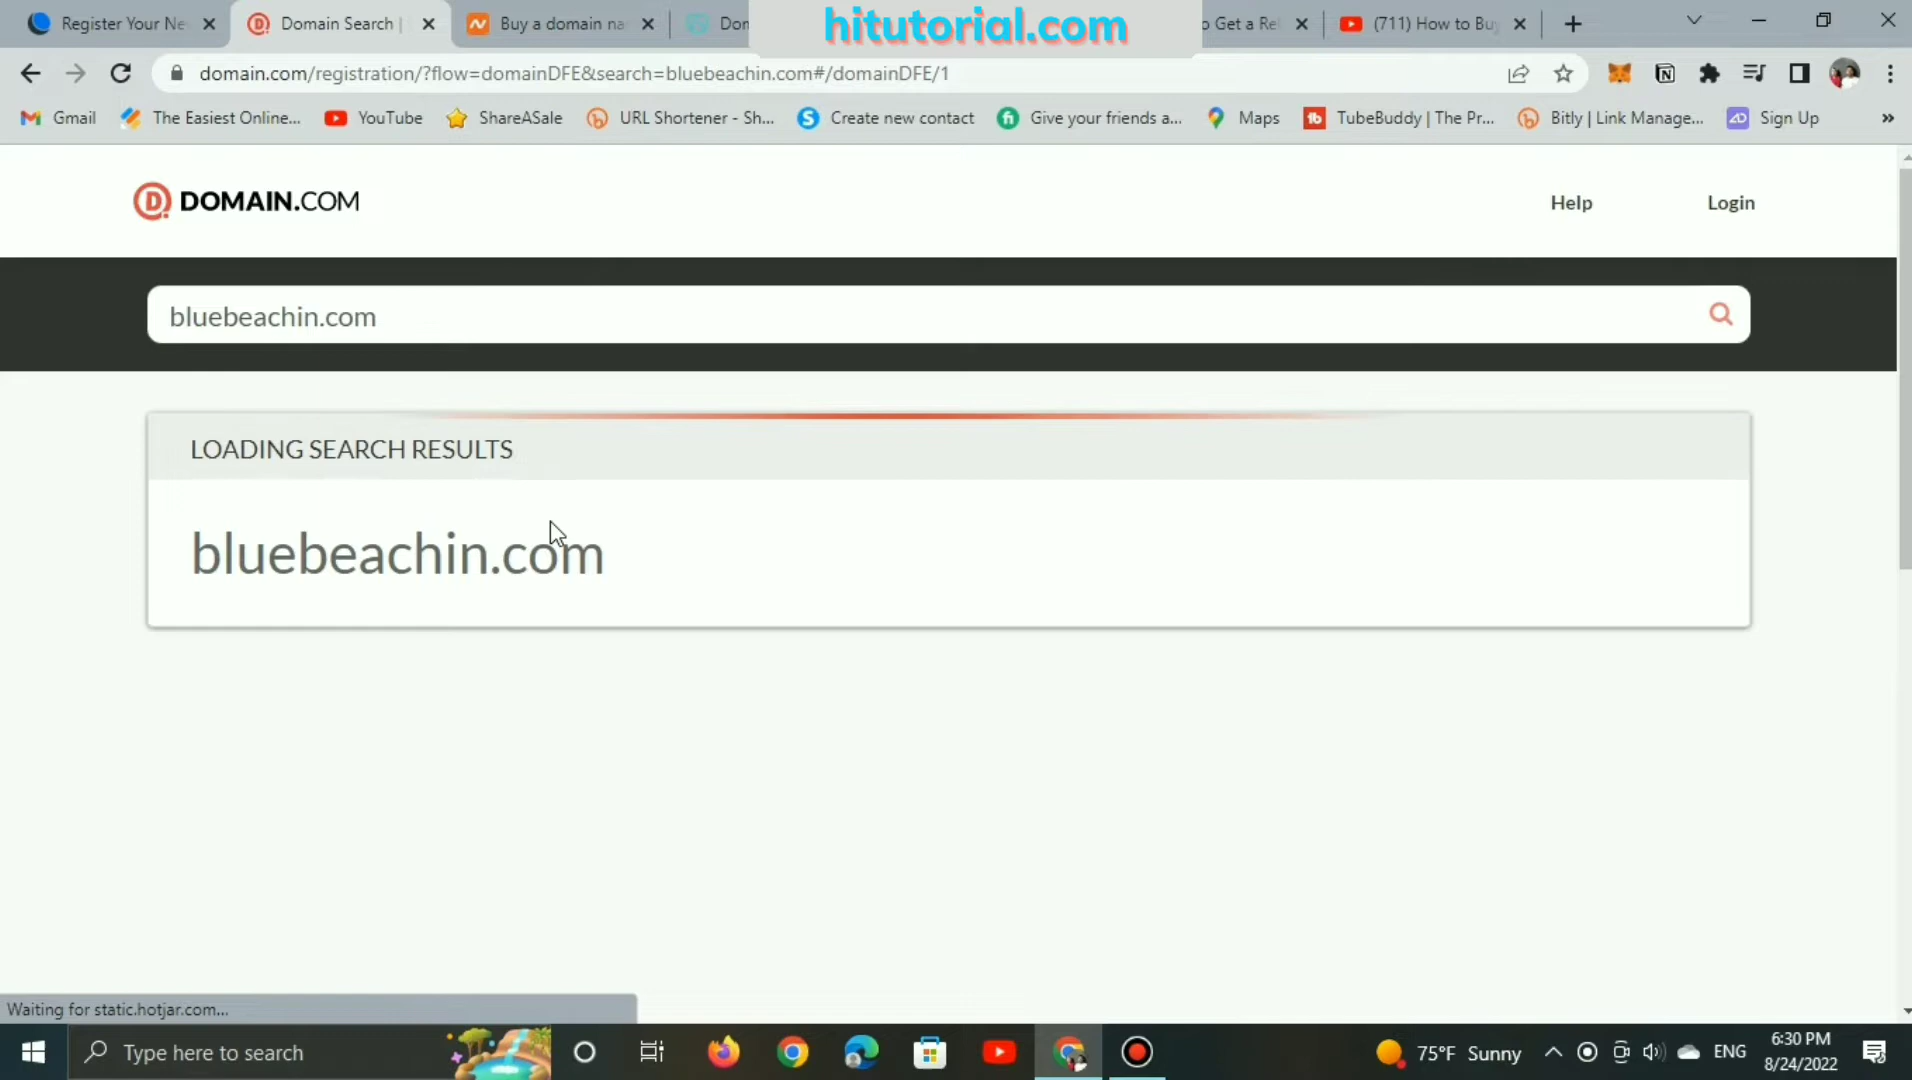 Register Your Ne
Domain Search |
Buy a domain na
Don
hitutorial.com
o Get a Rel
(711) How to Bu
domain.com/registration/?flow=domainDFE&search=bluebeachin.com#/domainDFE/1
Gmail
The Easiest Online...
YouTube
ShareASale
URL Shortener - Sh...
Create new contact
Give your friends a...
Maps
TubeBuddy | The Pr...
Bitly | Link Manage...
Sign Up
»
DOMAIN.COM
Help
Login
bluebeachin.com
LOADING SEARCH RESULTS
bluebeachin.com
Waiting for static.hotjar.com...
Type here to search
75°F Sunny
ENG
6:30 PM
8/24/2022